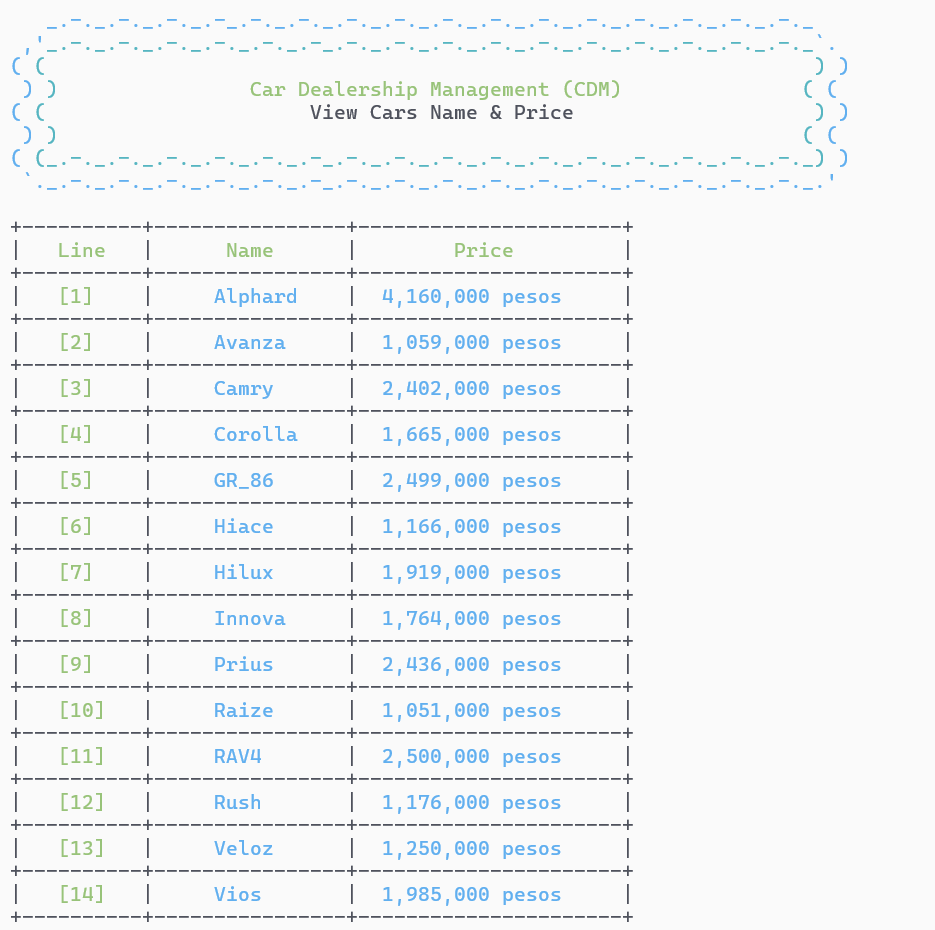 Car Dealership Management (CDM)
View Cars Name & Price
Line Name Price
[1] Alphard 4,160,000 pesos
[2] Avanza 1,059,000 pesos
[3] Camry 2,402,000 pesos
[4] Corolla 1,665,000 pesos
[5] GR_86 2,499,000 pesos
[6] Hiace 1,166,000 pesos
[7] Hilux 1,919,000 pesos
[8] Innova 1,764,000 pesos
[9] Prius 2,436,000 pesos
[10] Raize 1,051,000 pesos
[11] RAV4 2,500,000 pesos
[12] Rush 1,176,000 pesos
[13] Veloz 1,250,000 pesos
[14] Vios 1,985,000 pesos